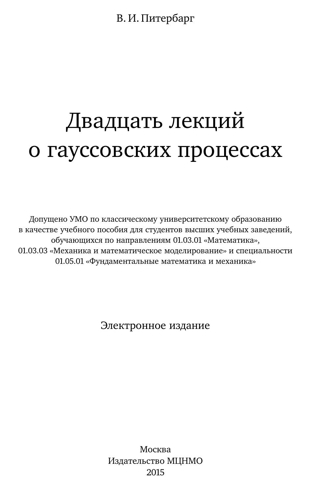 В. И. Питербарг
Двадцать лекций
о гауссовских процессах
Допущено УМО по классическому университетскому образованию
в качестве учебного пособия для студентов высших учебных заведений,
обучающихся по направлениям 01.03.01 «Математика»,
01.03.03 «Механика и математическое моделирование» и специальности
01.05.01 «Фундаментальные математика и механика»
Электронное издание
Москва
Издательство МЦНМО
2015